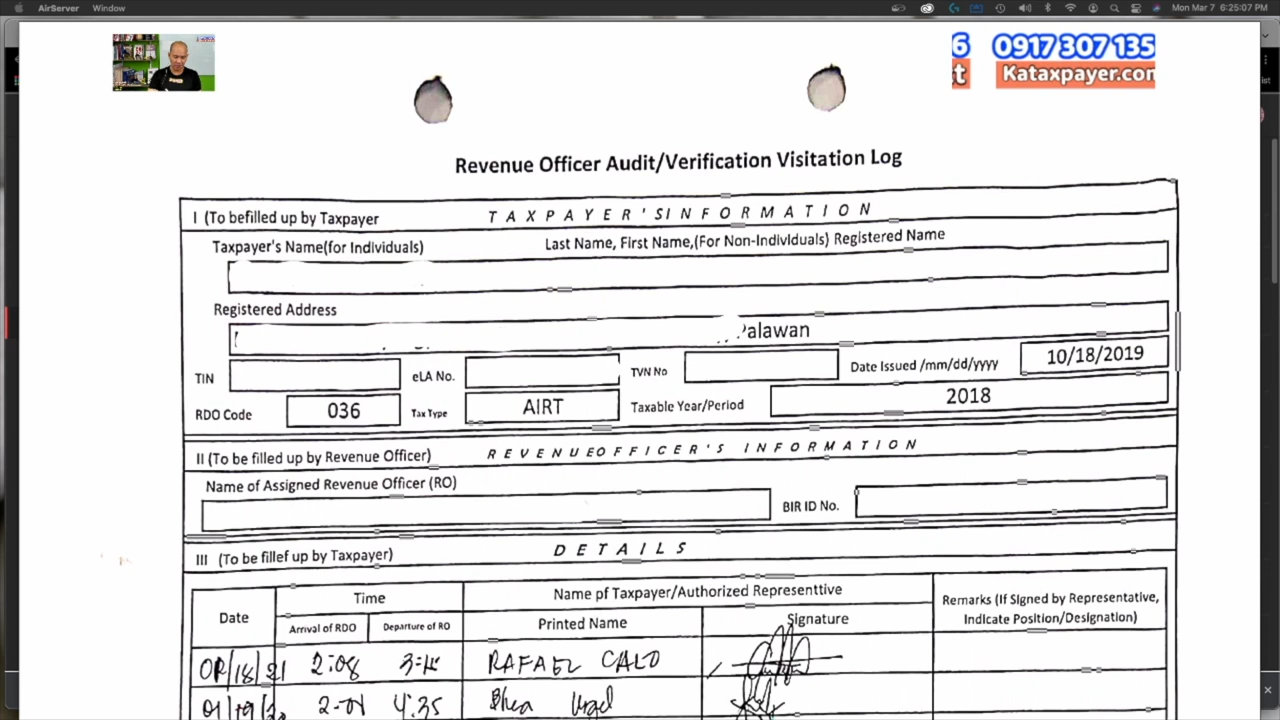 AirServer Window Mon Mar 7 6:25:07 PM
6 0917 307 135
t Kataxpayer.com
Revenue Officer Audit/Verification Visitation Log
I (To befilled up by Taxpayer TAXPAYER'SINFORMATION
Taxpayer's Name(for Individuals) Last Name, First Name,(For Non-Individuals) Registered Name
Registered Address
Palawan
TIN eLA No. TVN No Date Issued /mm/dd/yyyy 10/18/2019
RDO Code 036 Tax Type AIRT Taxable Year/Period 2018
II (To be filled up by Revenue Officer) REVENUEOFFICER'S INFORMATION
Name of Assigned Revenue Officer (RO)
BIR ID No.
III (To be fillef up by Taxpayer) DETAILS
Date Time Name pf Taxpayer/Authorized Representtive Remarks (If Signed by Representative,
Arrival of RDO Departure of RO Printed Name Signature Indicate Position/Designation)
/18/21 2:08 RAFAEL CALO
4:35